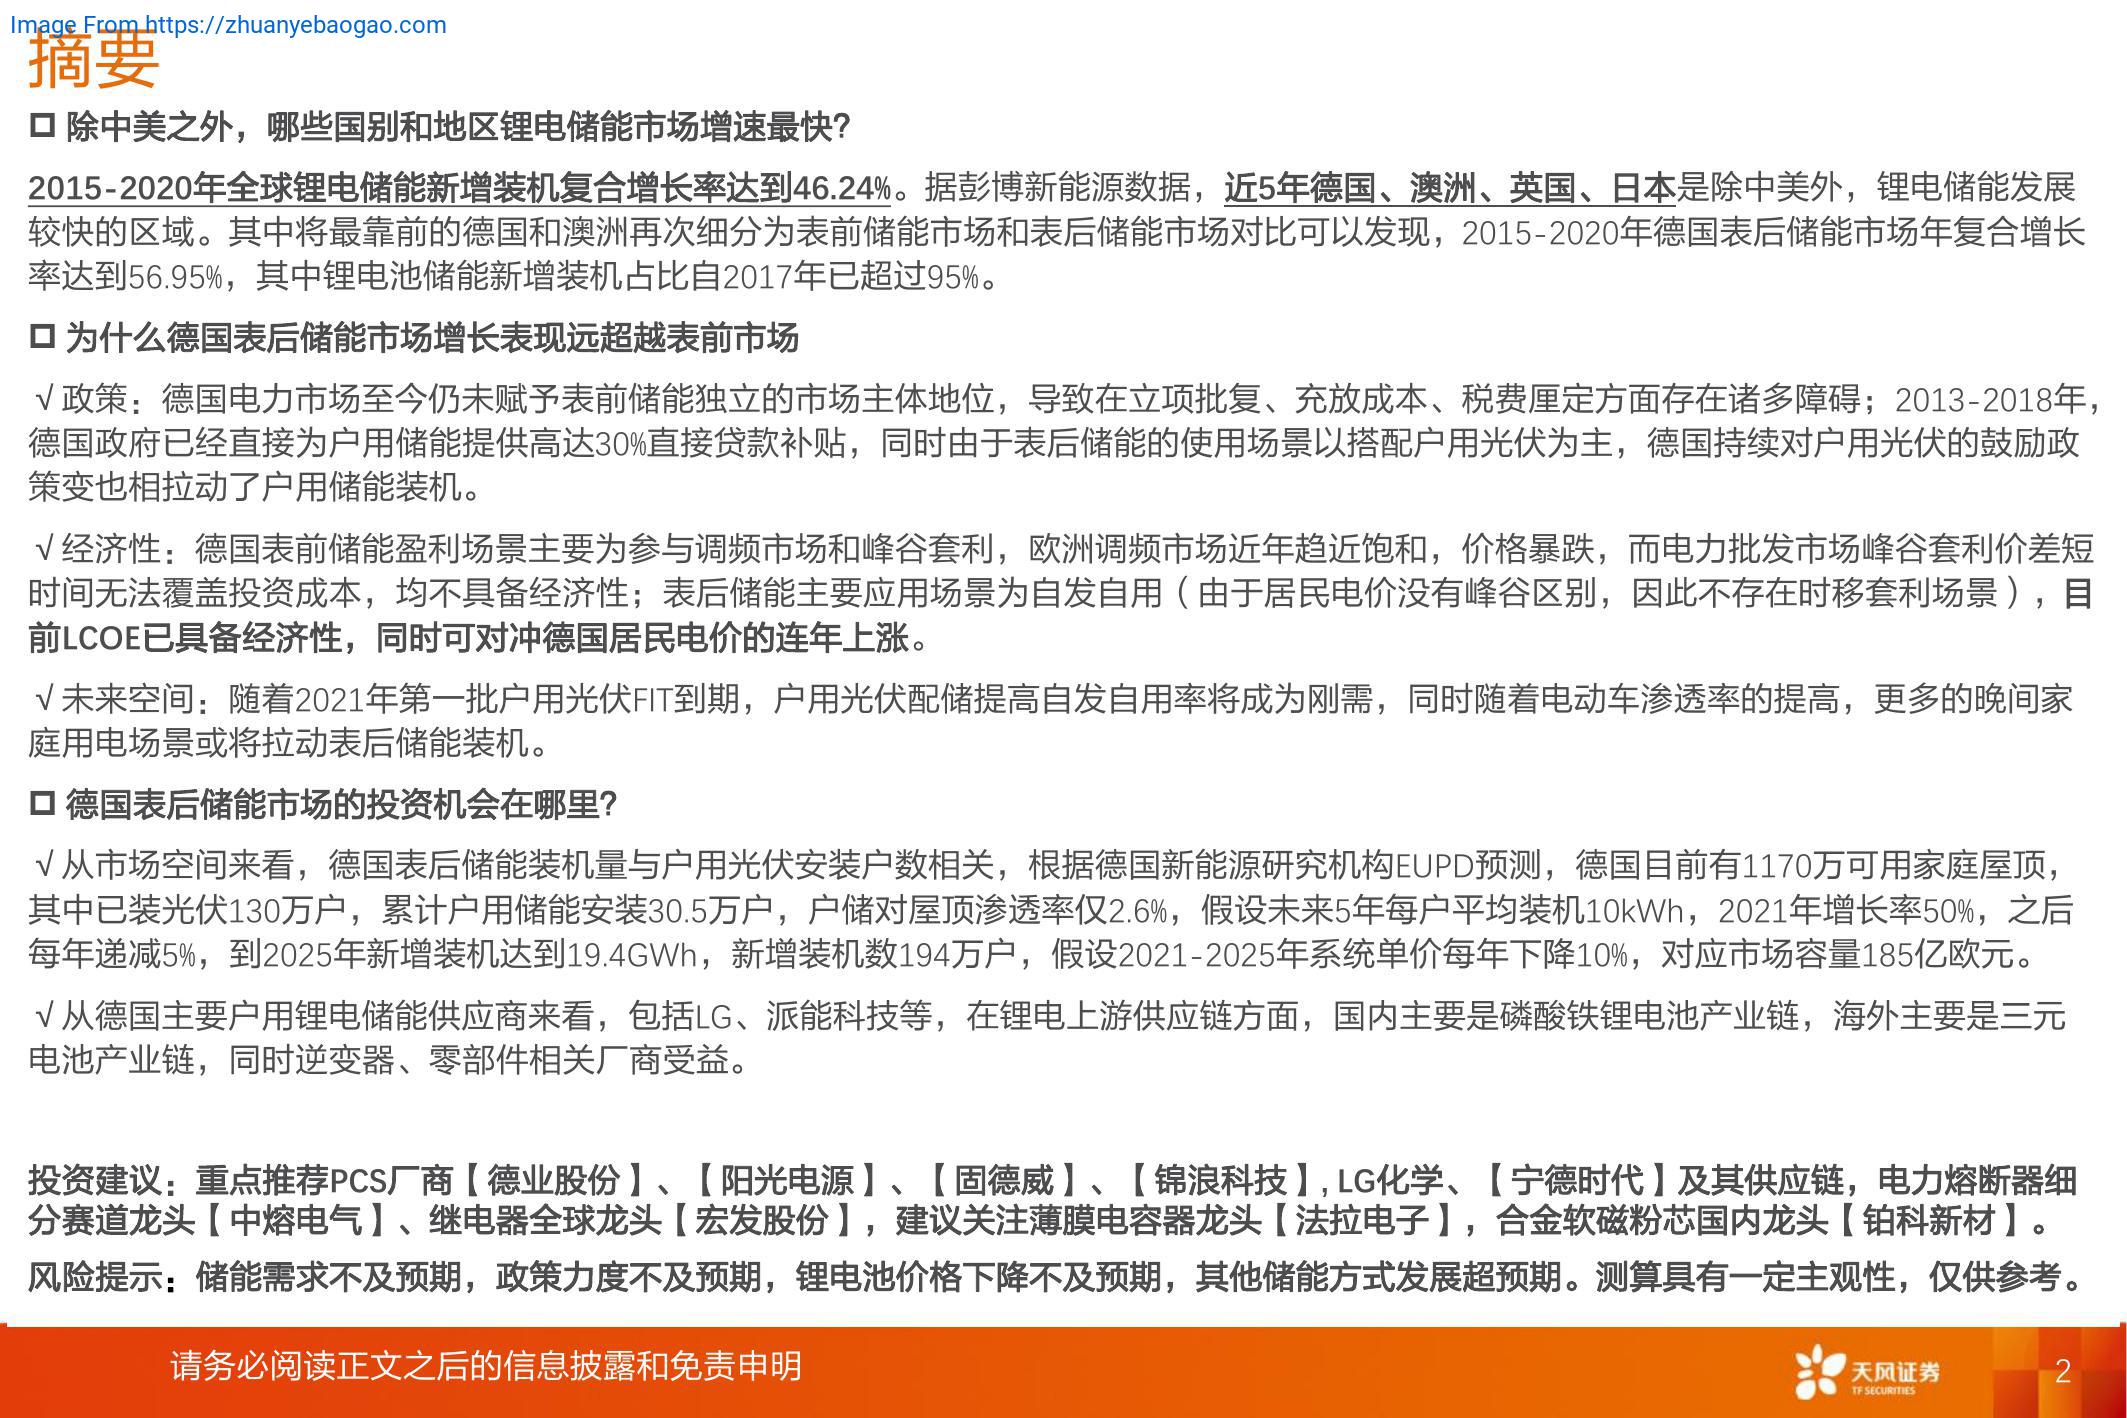 Image From https://zhuanyebaogao.com
摘要
除中美之外，哪些国别和地区锂电储能市场增速最快？
2015-2020年全球锂电储能新增装机复合增长率达到46.24%。据彭博新能源数据，近5年德国、澳洲、英国、日本是除中美外，锂电储能发展
较快的区域。其中将最靠前的德国和澳洲再次细分为表前储能市场和表后储能市场对比可以发现，2015-2020年德国表后储能市场年复合增长
率达到56.95%，其中锂电池储能新增装机占比自2017年已超过95%。
为什么德国表后储能市场增长表现远超越表前市场
√ 政策：德国电力市场至今仍未赋予表前储能独立的市场主体地位，导致在立项批复、充放成本、税费厘定方面存在诸多障碍；2013-2018年，
德国政府已经直接为户用储能提供高达30%直接贷款补贴，同时由于表后储能的使用场景以搭配户用光伏为主，德国持续对户用光伏的鼓励政
策变也相拉动了户用储能装机。
√ 经济性：德国表前储能盈利场景主要为参与调频市场和峰谷套利，欧洲调频市场近年趋近饱和，价格暴跌，而电力批发市场峰谷套利价差短
时间无法覆盖投资成本，均不具备经济性；表后储能主要应用场景为自发自用（由于居民电价没有峰谷区别，因此不存在时移套利场景），目
前LCOE已具备经济性，同时可对冲德国居民电价的连年上涨。
√ 未来空间：随着2021年第一批户用光伏FIT到期，户用光伏配储提高自发自用率将成为刚需，同时随着电动车渗透率的提高，更多的晚间家
庭用电场景或将拉动表后储能装机。
德国表后储能市场的投资机会在哪里？
√ 从市场空间来看，德国表后储能装机量与户用光伏安装户数相关，根据德国新能源研究机构EUPD预测，德国目前有1170万可用家庭屋顶，
其中已装光伏130万户，累计户用储能安装30.5万户，户储对屋顶渗透率仅2.6%，假设未来5年每户平均装机10kWh，2021年增长率50%，之后
每年递减5%，到2025年新增装机达到19.4GWh，新增装机数194万户，假设2021-2025年系统单价每年下降10%，对应市场容量185亿欧元。
√ 从德国主要户用锂电储能供应商来看，包括LG、派能科技等，在锂电上游供应链方面，国内主要是磷酸铁锂电池产业链，海外主要是三元
电池产业链，同时逆变器、零部件相关厂商受益。
投资建议：重点推荐PCS厂商【德业股份】、【阳光电源】、【固德威】、【锦浪科技】, LG化学、【宁德时代】及其供应链，电力熔断器细
分赛道龙头【中熔电气】、继电器全球龙头【宏发股份】，建议关注薄膜电容器龙头【法拉电子】，合金软磁粉芯国内龙头【铂科新材】。
风险提示：储能需求不及预期，政策力度不及预期，锂电池价格下降不及预期，其他储能方式发展超预期。测算具有一定主观性，仅供参考。
请务必阅读正文之后的信息披露和免责申明
天风证券
TF SECURITIES
2